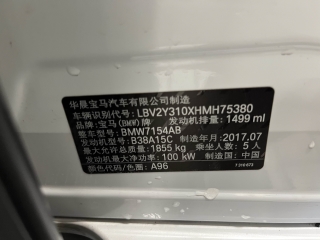 华晨宝马汽车有限公司制造
车辆识别代号: LBV2Y310XHMH75380
发动机排量: 1499 ml
品牌: 宝马(BMW)牌
制造年月: 2017.07
整车型号: BMW7154AB
发动机型号: B38A15C
乘坐人数: 5 人
最大允许总质量: 1855 kg
制造国: 中国
发动机最大净功率: 100 kW
颜色代码/色圈: A96